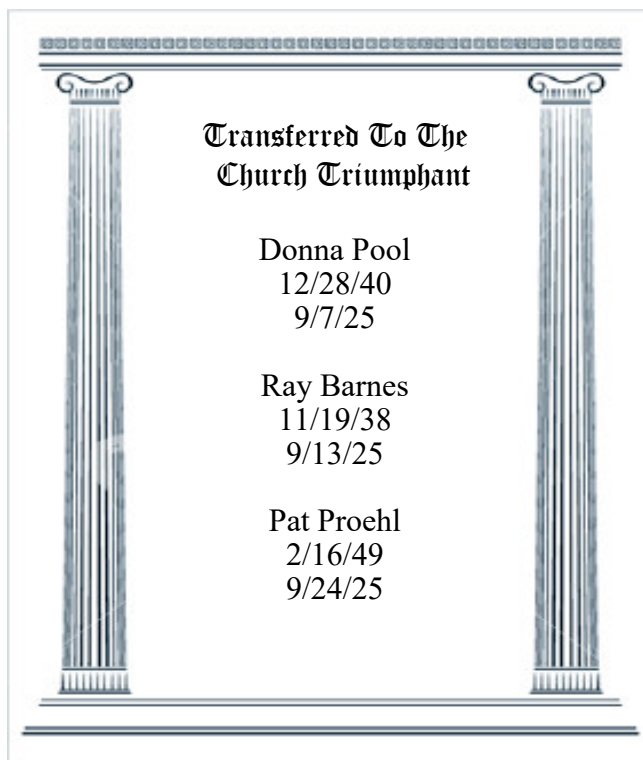 Transferred To The
Church Triumphant
Donna Pool
12/28/40
9/7/25
Ray Barnes
11/19/38
9/13/25
Pat Proehl
2/16/49
9/24/25